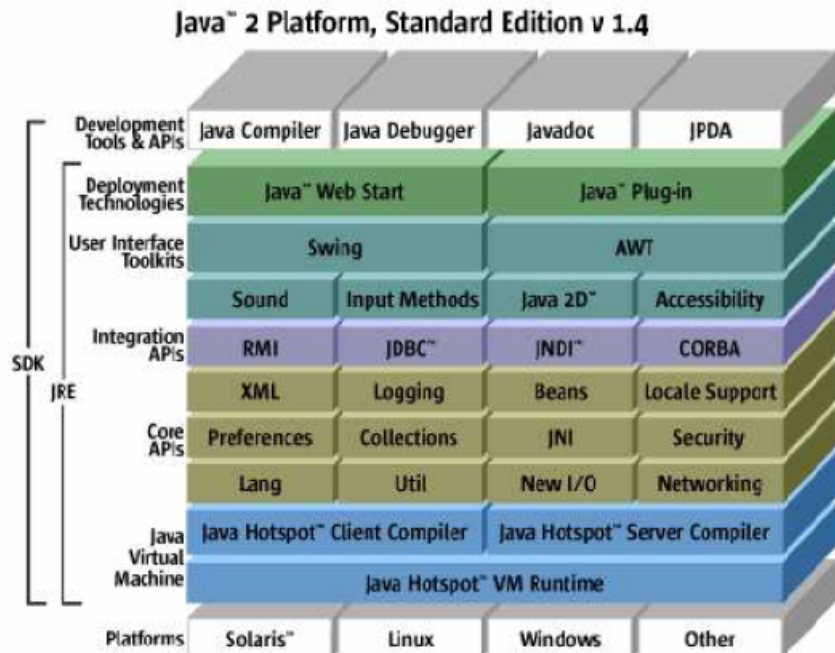 Java™ 2 Platform, Standard Edition v 1.4
Development Tools & APIs
Java Compiler
Java Debugger
Javadoc
JPDA
Deployment Technologies
Java™ Web Start
Java™ Plug-in
User Interface Toolkits
Swing
AWT
Sound
Input Methods
Java 2D™
Accessibility
Integration APIs
RMI
JDBC™
JNDI™
CORBA
SDK
JRE
XML
Logging
Beans
Locale Support
Core APIs
Preferences
Collections
JNI
Security
Lang
Util
New I/O
Networking
Java Virtual Machine
Java Hotspot™ Client Compiler
Java Hotspot™ Server Compiler
Java Hotspot™ VM Runtime
Platforms
Solaris™
Linux
Windows
Other